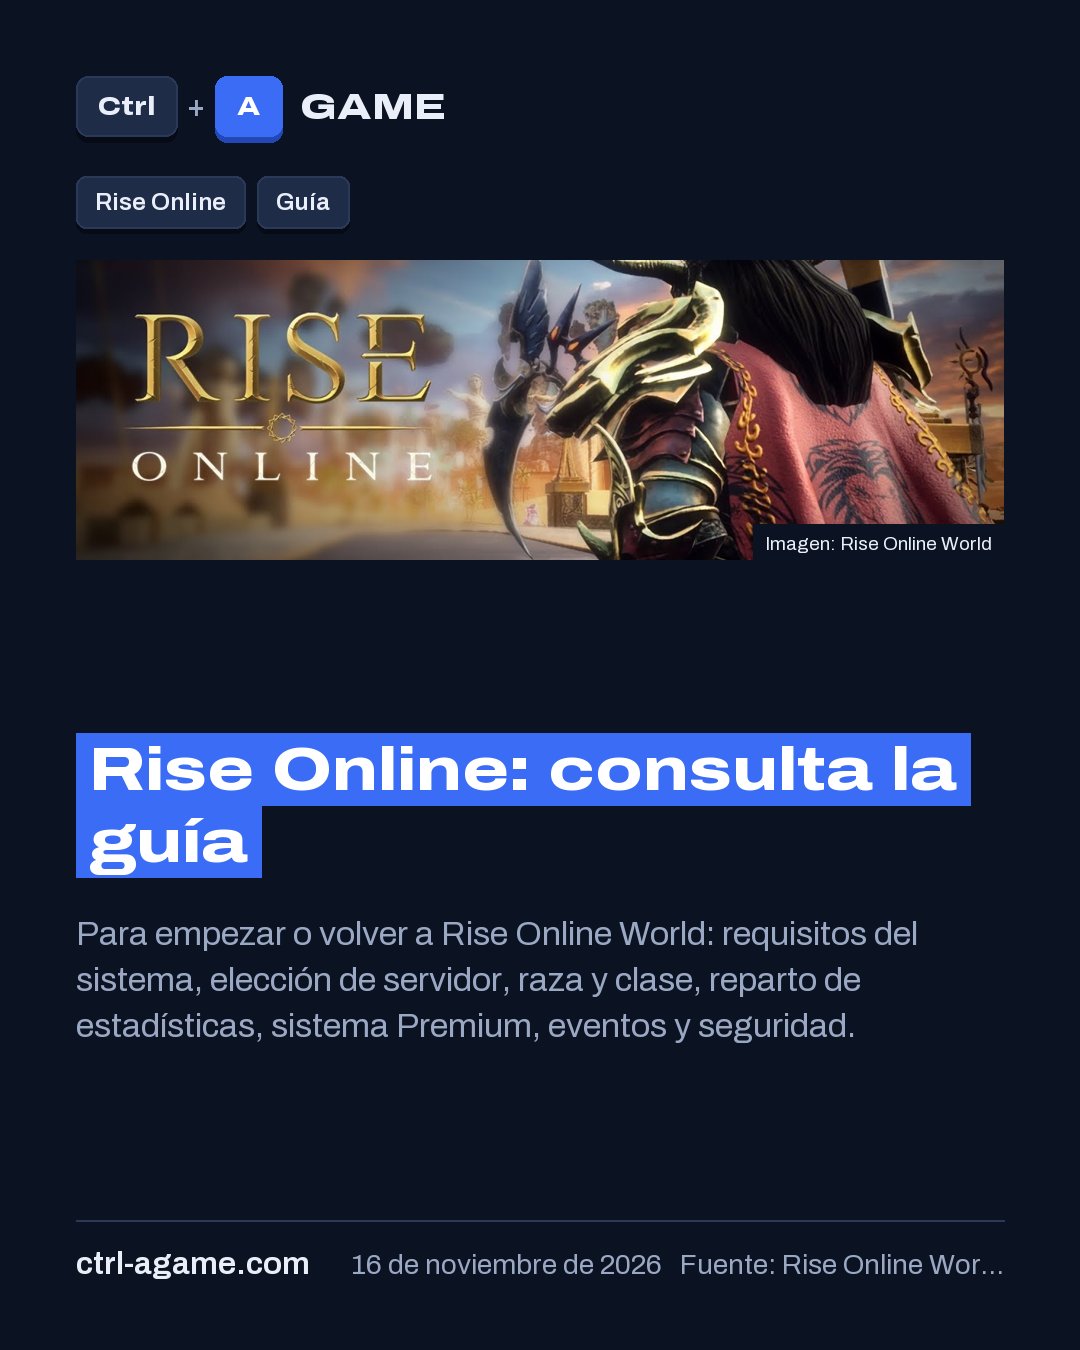 Ctrl + A GAME
Rise Online Guía
RISE
ONLINE
Imagen: Rise Online World
Rise Online: consulta la
guía
Para empezar o volver a Rise Online World: requisitos del
sistema, elección de servidor, raza y clase, reparto de
estadísticas, sistema Premium, eventos y seguridad.
ctrl-agame.com 16 de noviembre de 2026 Fuente: Rise Online Wor...